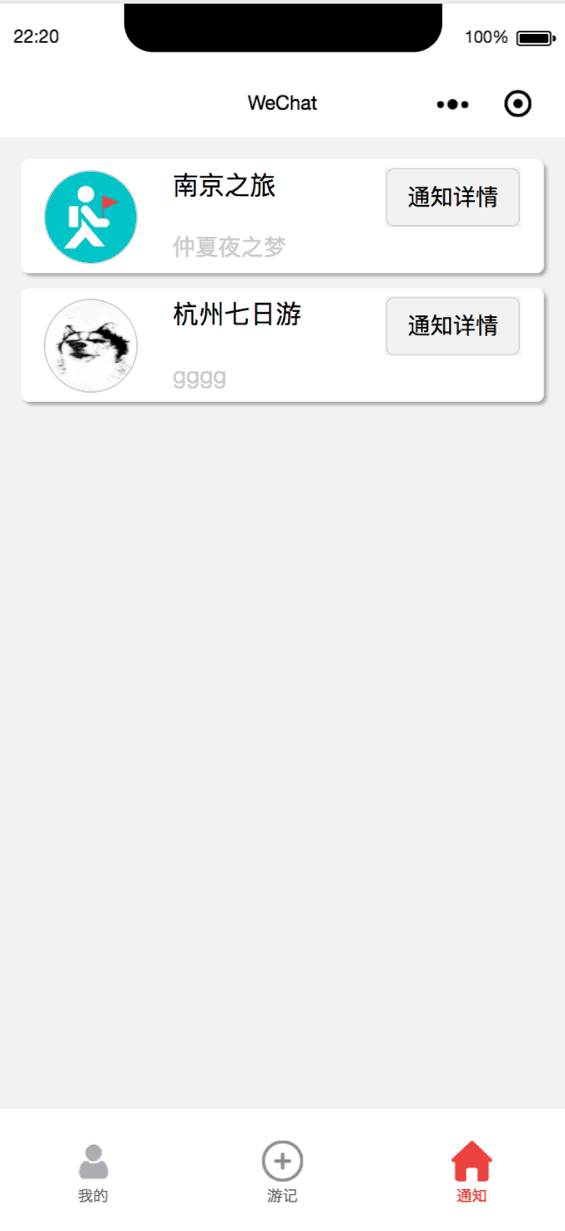 22:20
100%
WeChat
南京之旅
通知详情
仲夏夜之梦
杭州七日游
通知详情
gggg
我的
游记
通知